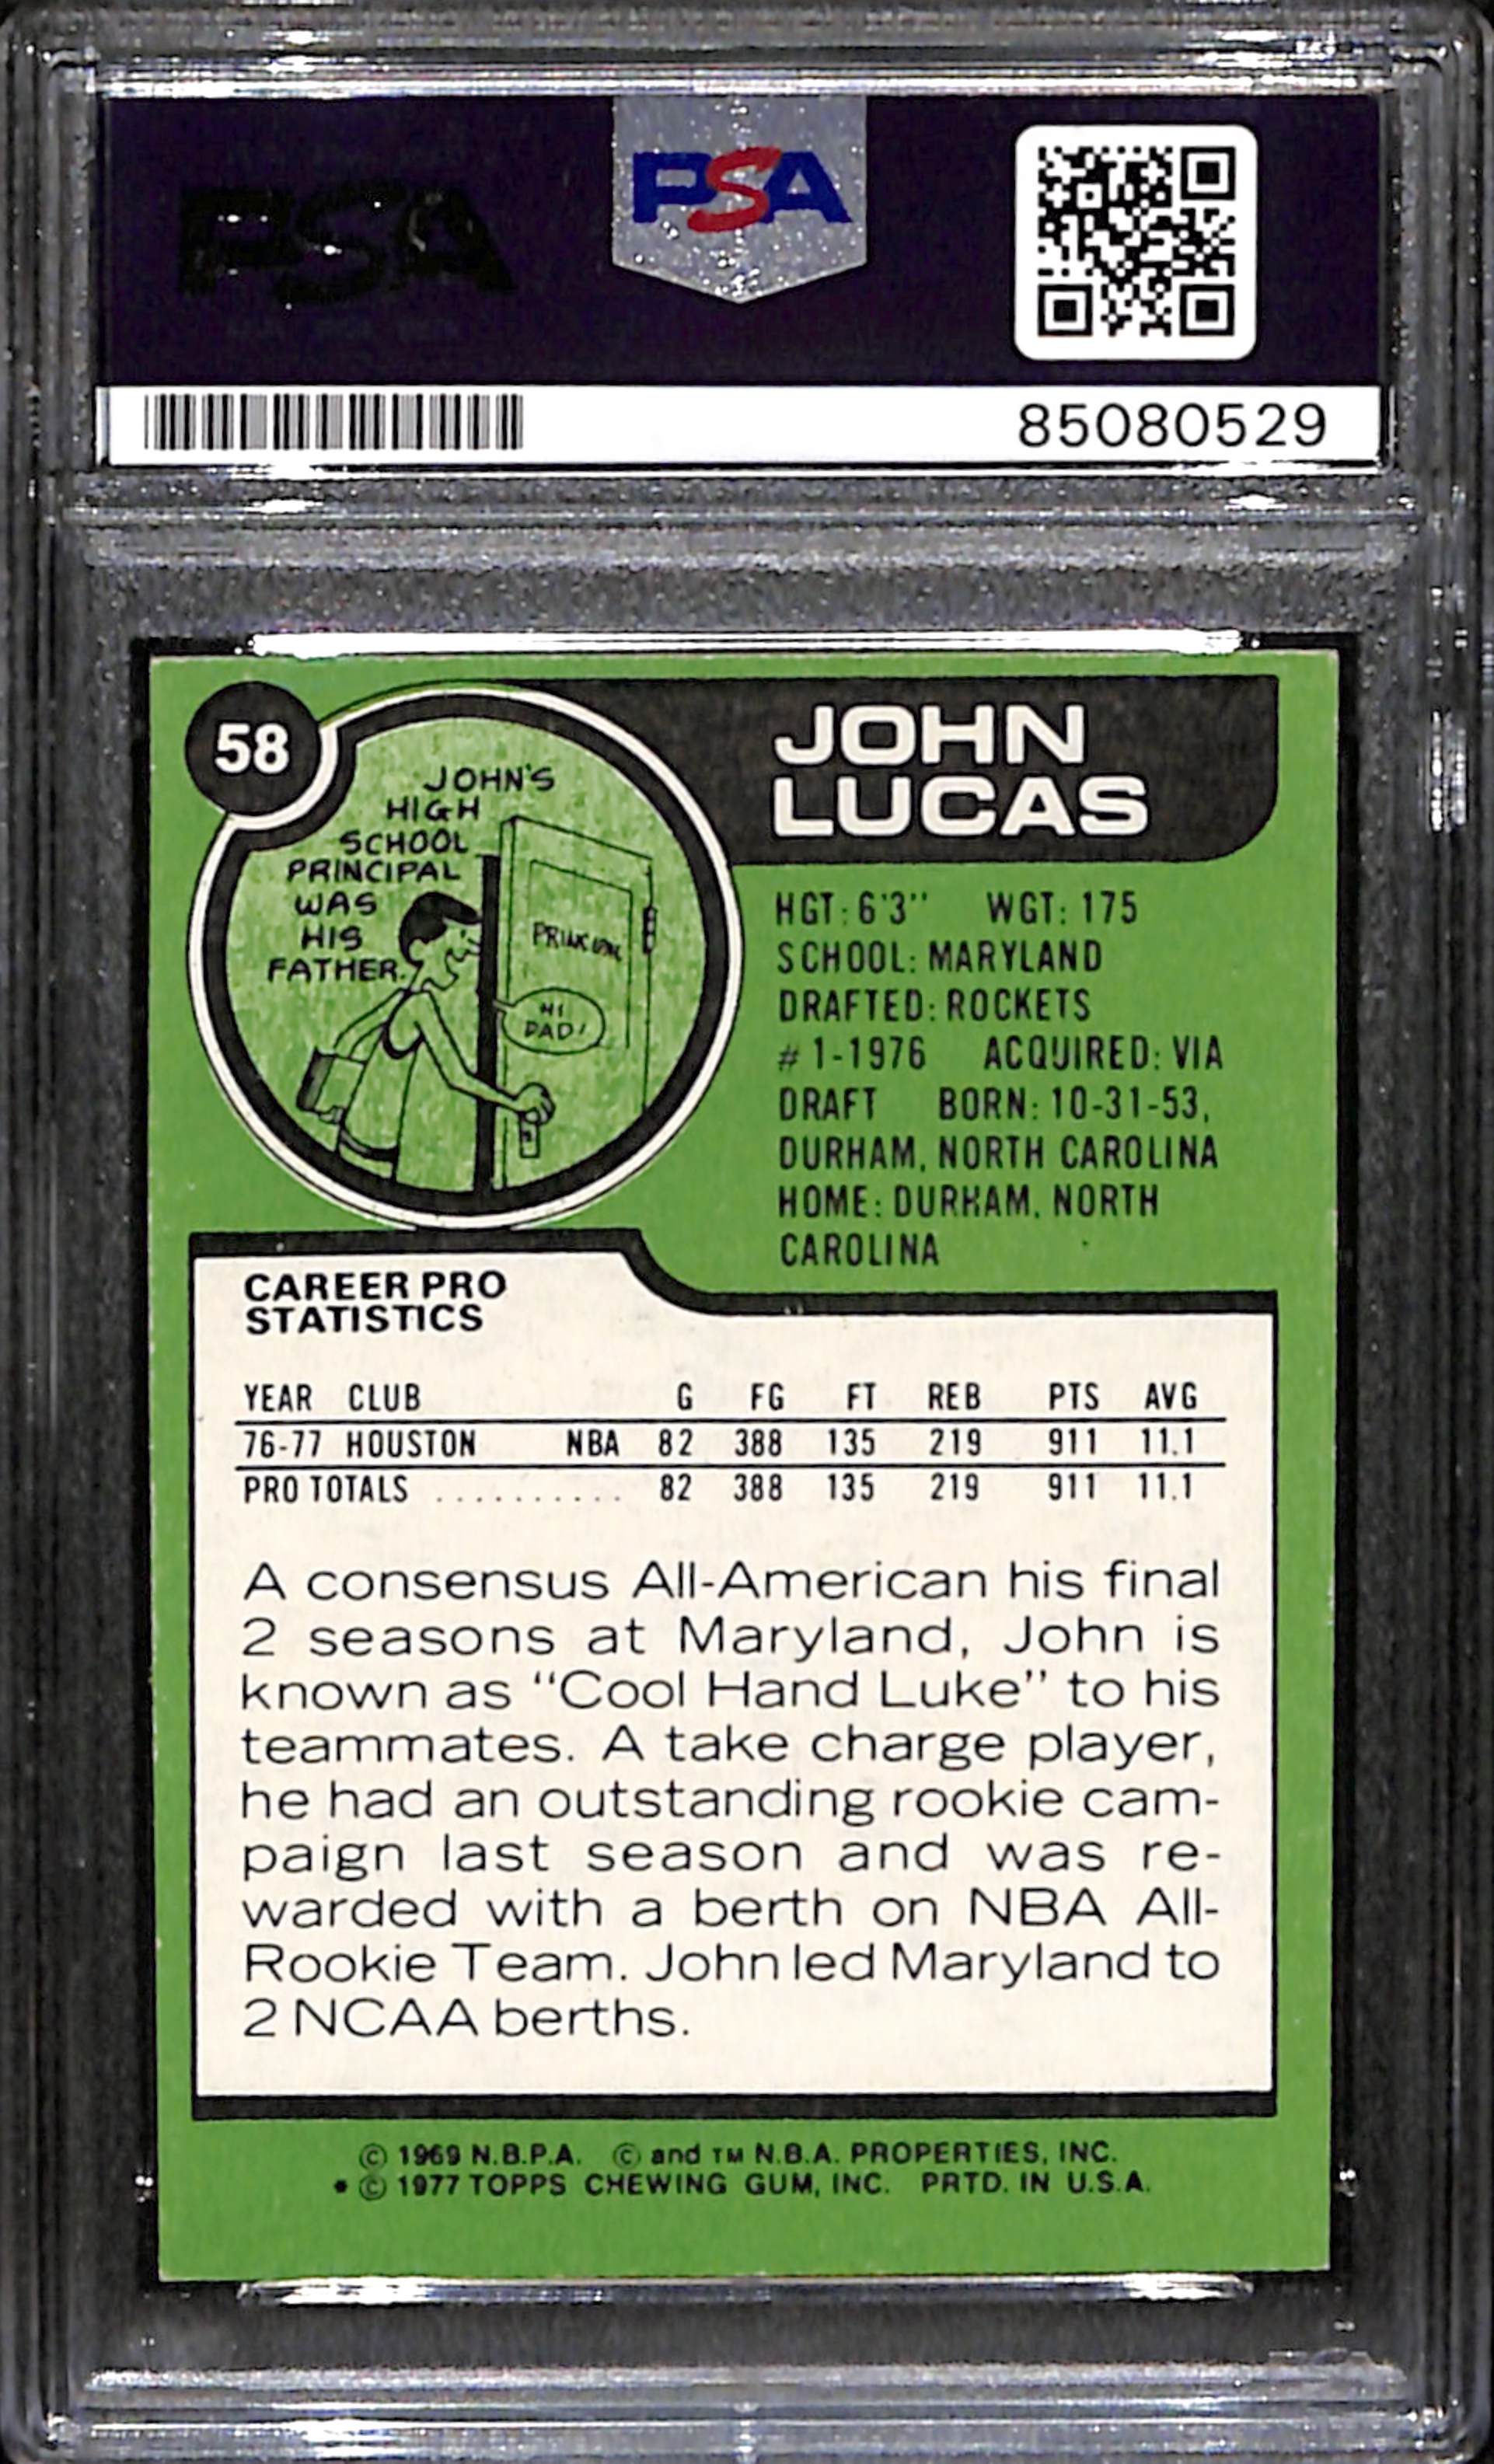 PSA
PSA
85080529
58
JOHN
LUCAS
JOHN'S
HIGH
SCHOOL
PRINCIPAL
WAS
HIS
FATHER.
PRINCIPAL
HI
DAD!
HGT: 6'3" WGT: 175
SCHOOL: MARYLAND
DRAFTED: ROCKETS
#1-1976 ACQUIRED: VIA
DRAFT BORN: 10-31-53,
DURHAM, NORTH CAROLINA
HOME: DURHAM, NORTH
CAROLINA
CAREER PRO
STATISTICS
YEAR CLUB G FG FT REB PTS AVG
76-77 HOUSTON NBA 82 388 135 219 911 11.1
PRO TOTALS .......... 82 388 135 219 911 11.1
A consensus All-American his final
2 seasons at Maryland, John is
known as "Cool Hand Luke" to his
teammates. A take charge player,
he had an outstanding rookie cam-
paign last season and was re-
warded with a berth on NBA All-
Rookie Team. John led Maryland to
2 NCAA berths.
© 1969 N.B.P.A. © and TM N.B.A. PROPERTIES, INC.
* © 1977 TOPPS CHEWING GUM, INC. PRTD. IN U.S.A.